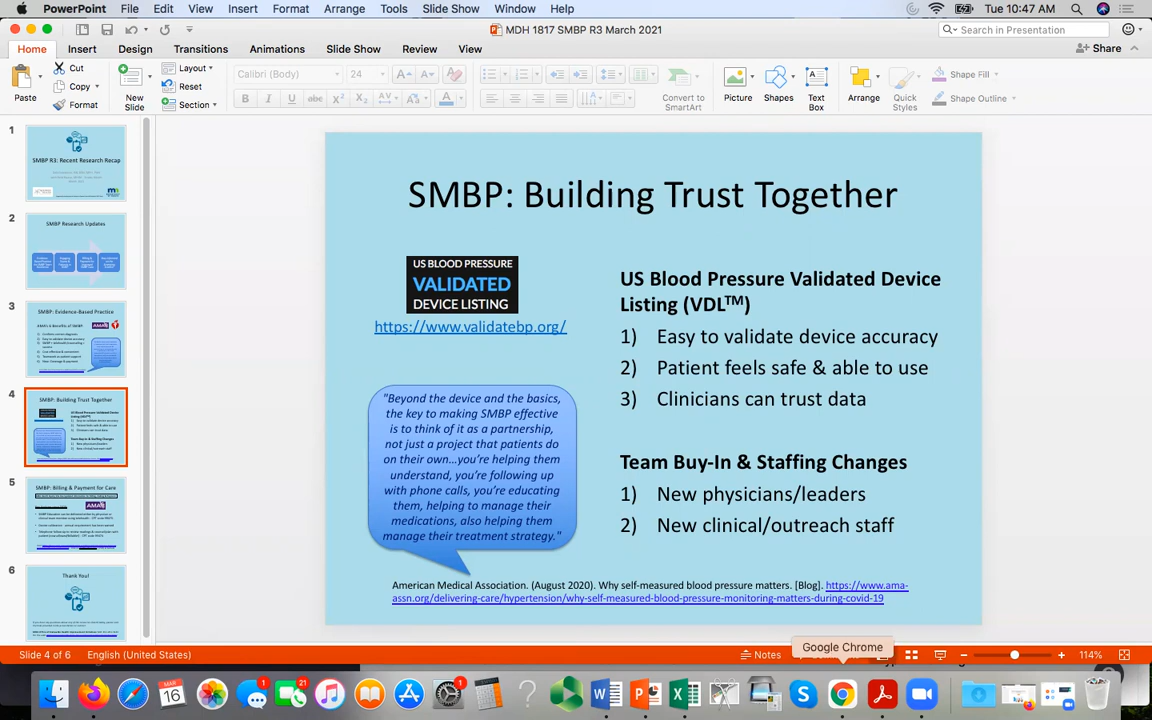 PowerPoint File Edit View Insert Format Arrange Tools Slide Show Window Help Tue 10:47 AM
MDH 1817 SMBP R3 March 2021
Search in Presentation
Home Insert Design Transitions Animations Slide Show Review View
Share
Paste
Cut
Copy
Format
New
Slide
Layout
Reset
Section
Calibri (Body) 24
Convert to
SmartArt
Picture
Shapes
Text
Box
Arrange
Quick
Styles
Shape Fill
Shape Outline
1
SMBP R3: Recent Research Recap
2
SMBP Research Updates
3
SMBP: Evidence-Based Practice
4
SMBP: Building Trust Together
5
SMBP: Billing & Payment for Care
6
Thank You!
SMBP: Building Trust Together
US BLOOD PRESSURE
VALIDATED
DEVICE LISTING
https://www.validatebp.org/
"Beyond the device and the basics,
the key to making SMBP effective
is to think of it as a partnership,
not just a project that patients do
on their own…you're helping them
understand, you're following up
with phone calls, you're educating
them, helping to manage their
medications, also helping them
manage their treatment strategy."
US Blood Pressure Validated Device
Listing (VDL™)
1) Easy to validate device accuracy
2) Patient feels safe & able to use
3) Clinicians can trust data
Team Buy-In & Staffing Changes
1) New physicians/leaders
2) New clinical/outreach staff
American Medical Association. (August 2020). Why self-measured blood pressure matters. [Blog]. https://www.ama-
assn.org/delivering-care/hypertension/why-self-measured-blood-pressure-monitoring-matters-during-covid-19
Google Chrome
Slide 4 of 6 English (United States) Notes 114%
MAR
16
1
21
1